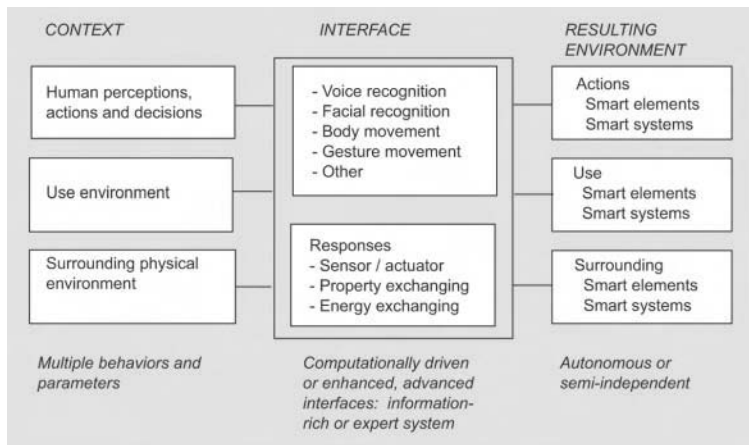 CONTEXT
Human perceptions,
actions and decisions
Use environment
Surrounding physical
environment
Multiple behaviors and
parameters
INTERFACE
- Voice recognition
- Facial recognition
- Body movement
- Gesture movement
- Other
Responses
- Sensor / actuator
- Property exchanging
- Energy exchanging
Computationally driven
or enhanced, advanced
interfaces: information-
rich or expert system
RESULTING
ENVIRONMENT
Actions
Smart elements
Smart systems
Use
Smart elements
Smart systems
Surrounding
Smart elements
Smart systems
Autonomous or
semi-independent